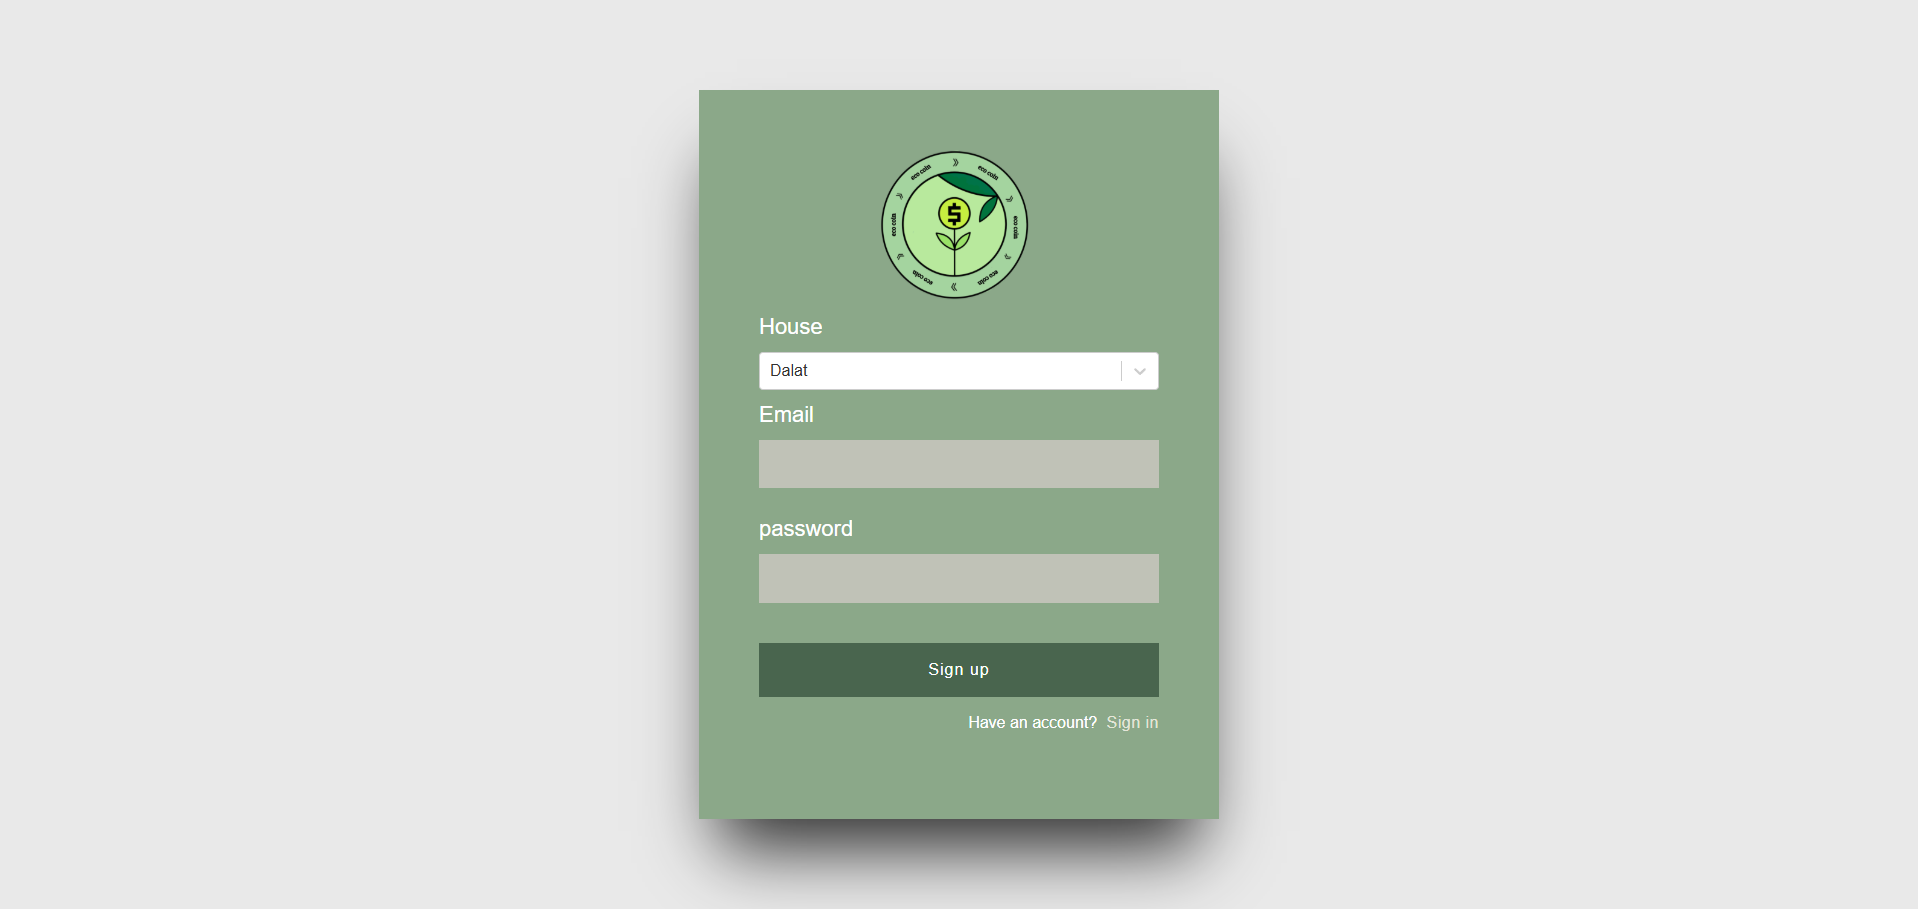 eco coin
eco coin
eco coin
eco coin
eco coin
eco coin
$
House
Dalat
Email
password
Sign up
Have an account? Sign in